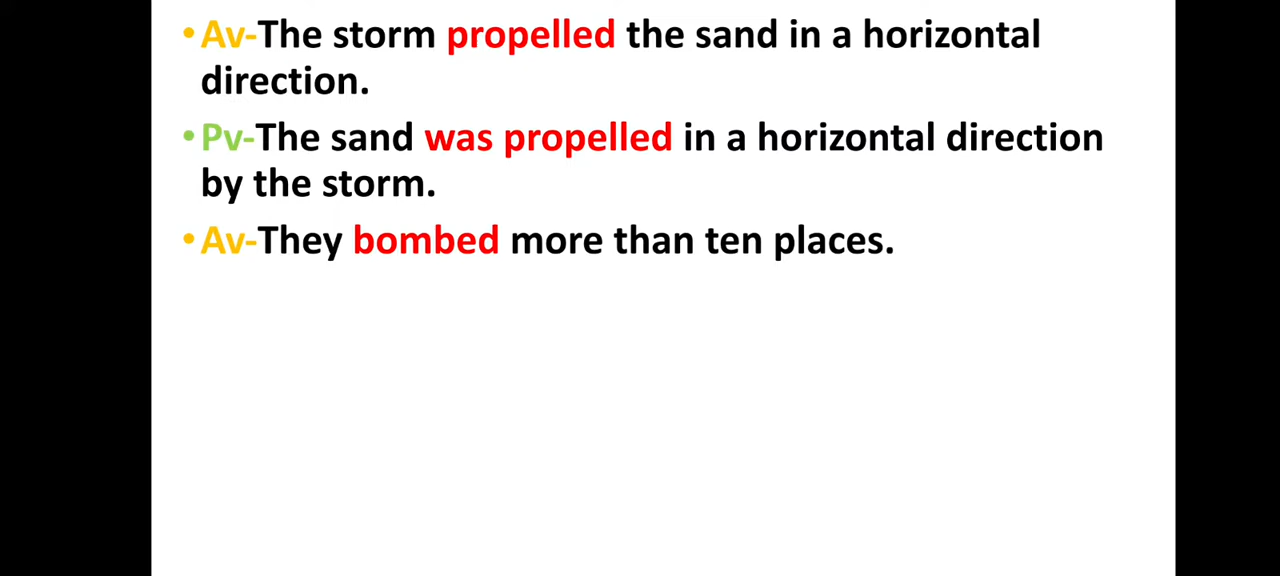 •Av-The storm propelled the sand in a horizontal
direction.
•Pv-The sand was propelled in a horizontal direction
by the storm.
•Av-They bombed more than ten places.